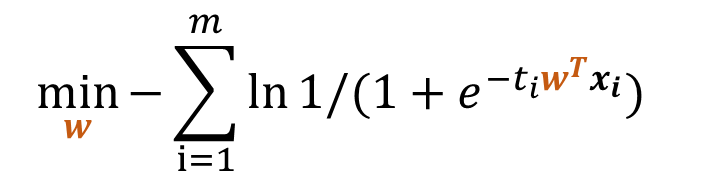 m
min − ∑ ln 1/(1 + e^{−t_i w^T x_i})
w
i=1